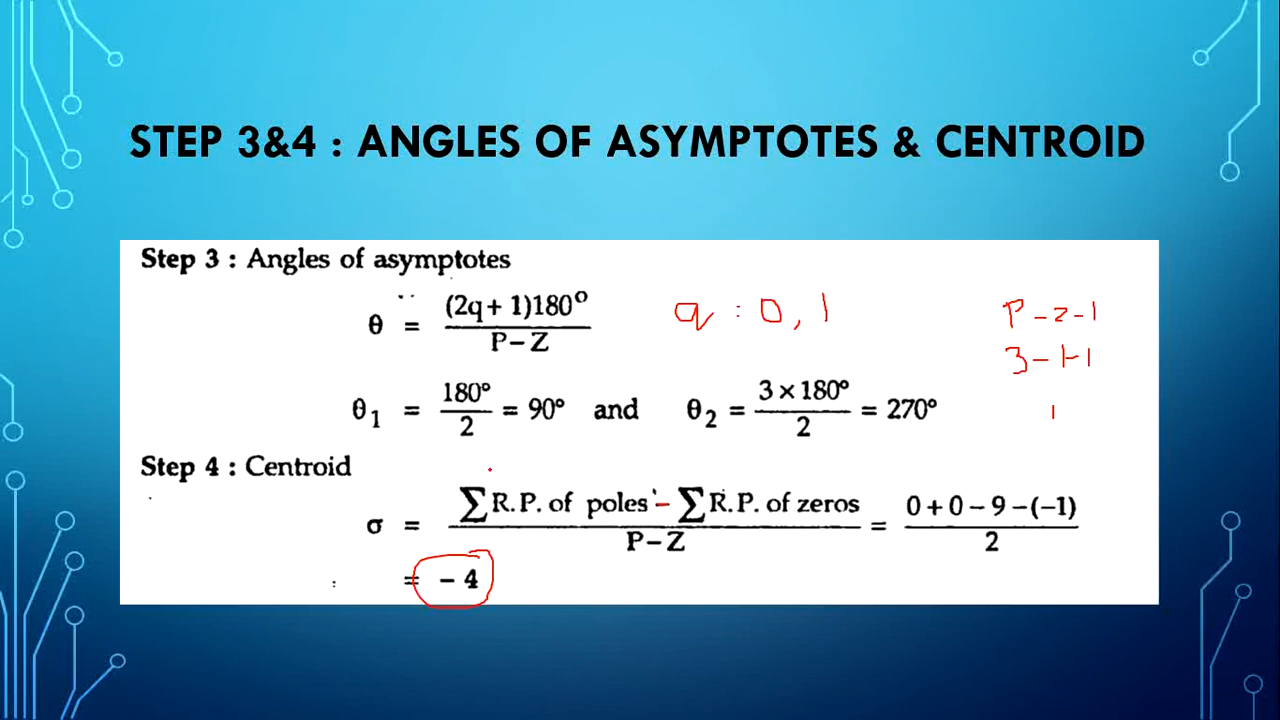 STEP 3&4 : ANGLES OF ASYMPTOTES & CENTROID
Step 3 : Angles of asymptotes
θ = (2q + 1)180° / P – Z
q : 0, 1
P – z – 1
3 – 1 – 1
1
θ₁ = 180° / 2 = 90° and θ₂ = 3 × 180° / 2 = 270°
Step 4 : Centroid
σ = ∑ R.P. of poles – ∑ R.P. of zeros / P – Z = 0 + 0 – 9 – (–1) / 2
= – 4